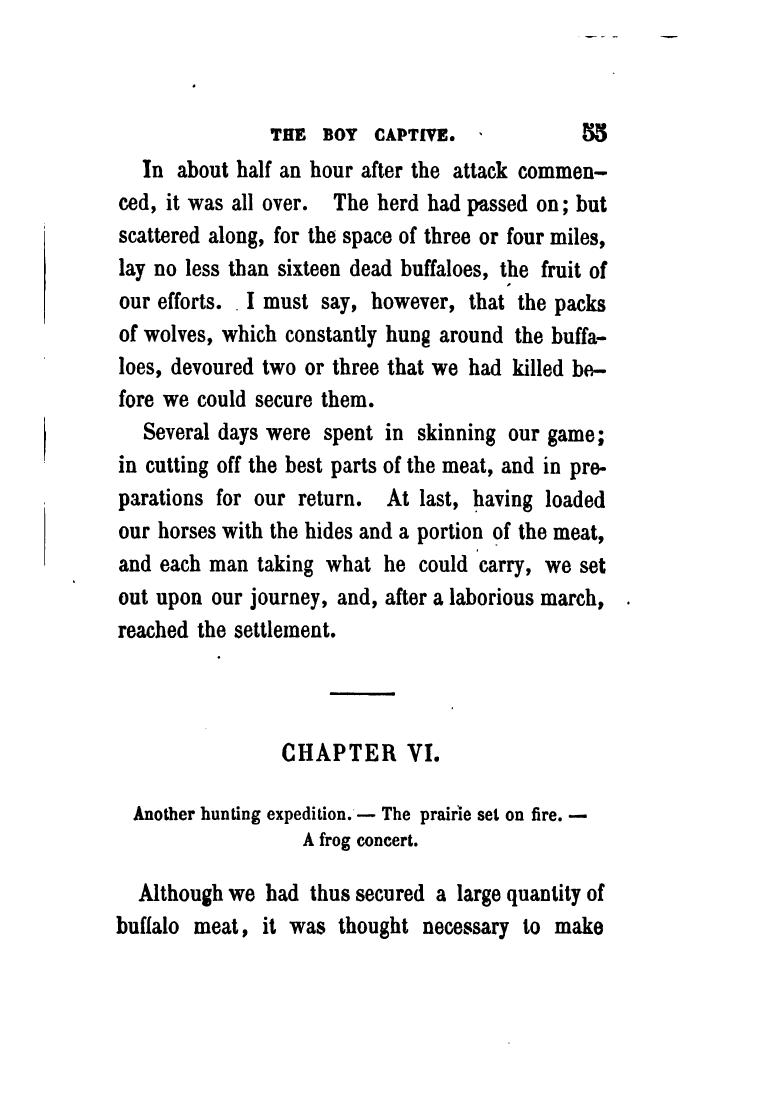 THE BOY CAPTIVE. 55
In about half an hour after the attack commen-
ced, it was all over. The herd had passed on; but
scattered along, for the space of three or four miles,
lay no less than sixteen dead buffaloes, the fruit of
our efforts. I must say, however, that the packs
of wolves, which constantly hung around the buffa-
loes, devoured two or three that we had killed be-
fore we could secure them.
Several days were spent in skinning our game;
in cutting off the best parts of the meat, and in pre-
parations for our return. At last, having loaded
our horses with the hides and a portion of the meat,
and each man taking what he could carry, we set
out upon our journey, and, after a laborious march,
reached the settlement.
CHAPTER VI.
Another hunting expedition. — The prairie set on fire. —
A frog concert.
Although we had thus secured a large quantity of
buffalo meat, it was thought necessary to make